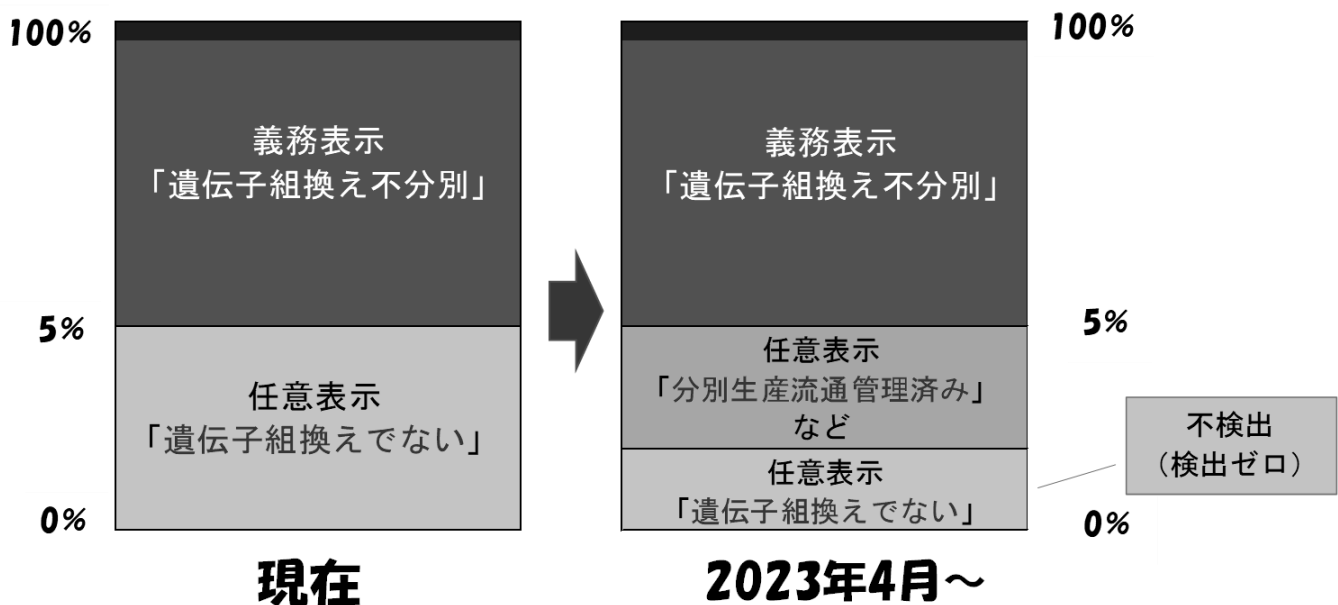 100%
義務表示
「遺伝子組換え不分別」
5%
任意表示
「遺伝子組換えでない」
0%
現在
100%
義務表示
「遺伝子組換え不分別」
5%
任意表示
「分別生産流通管理済み」
など
任意表示
「遺伝子組換えでない」
不検出
（検出ゼロ）
0%
2023年4月～